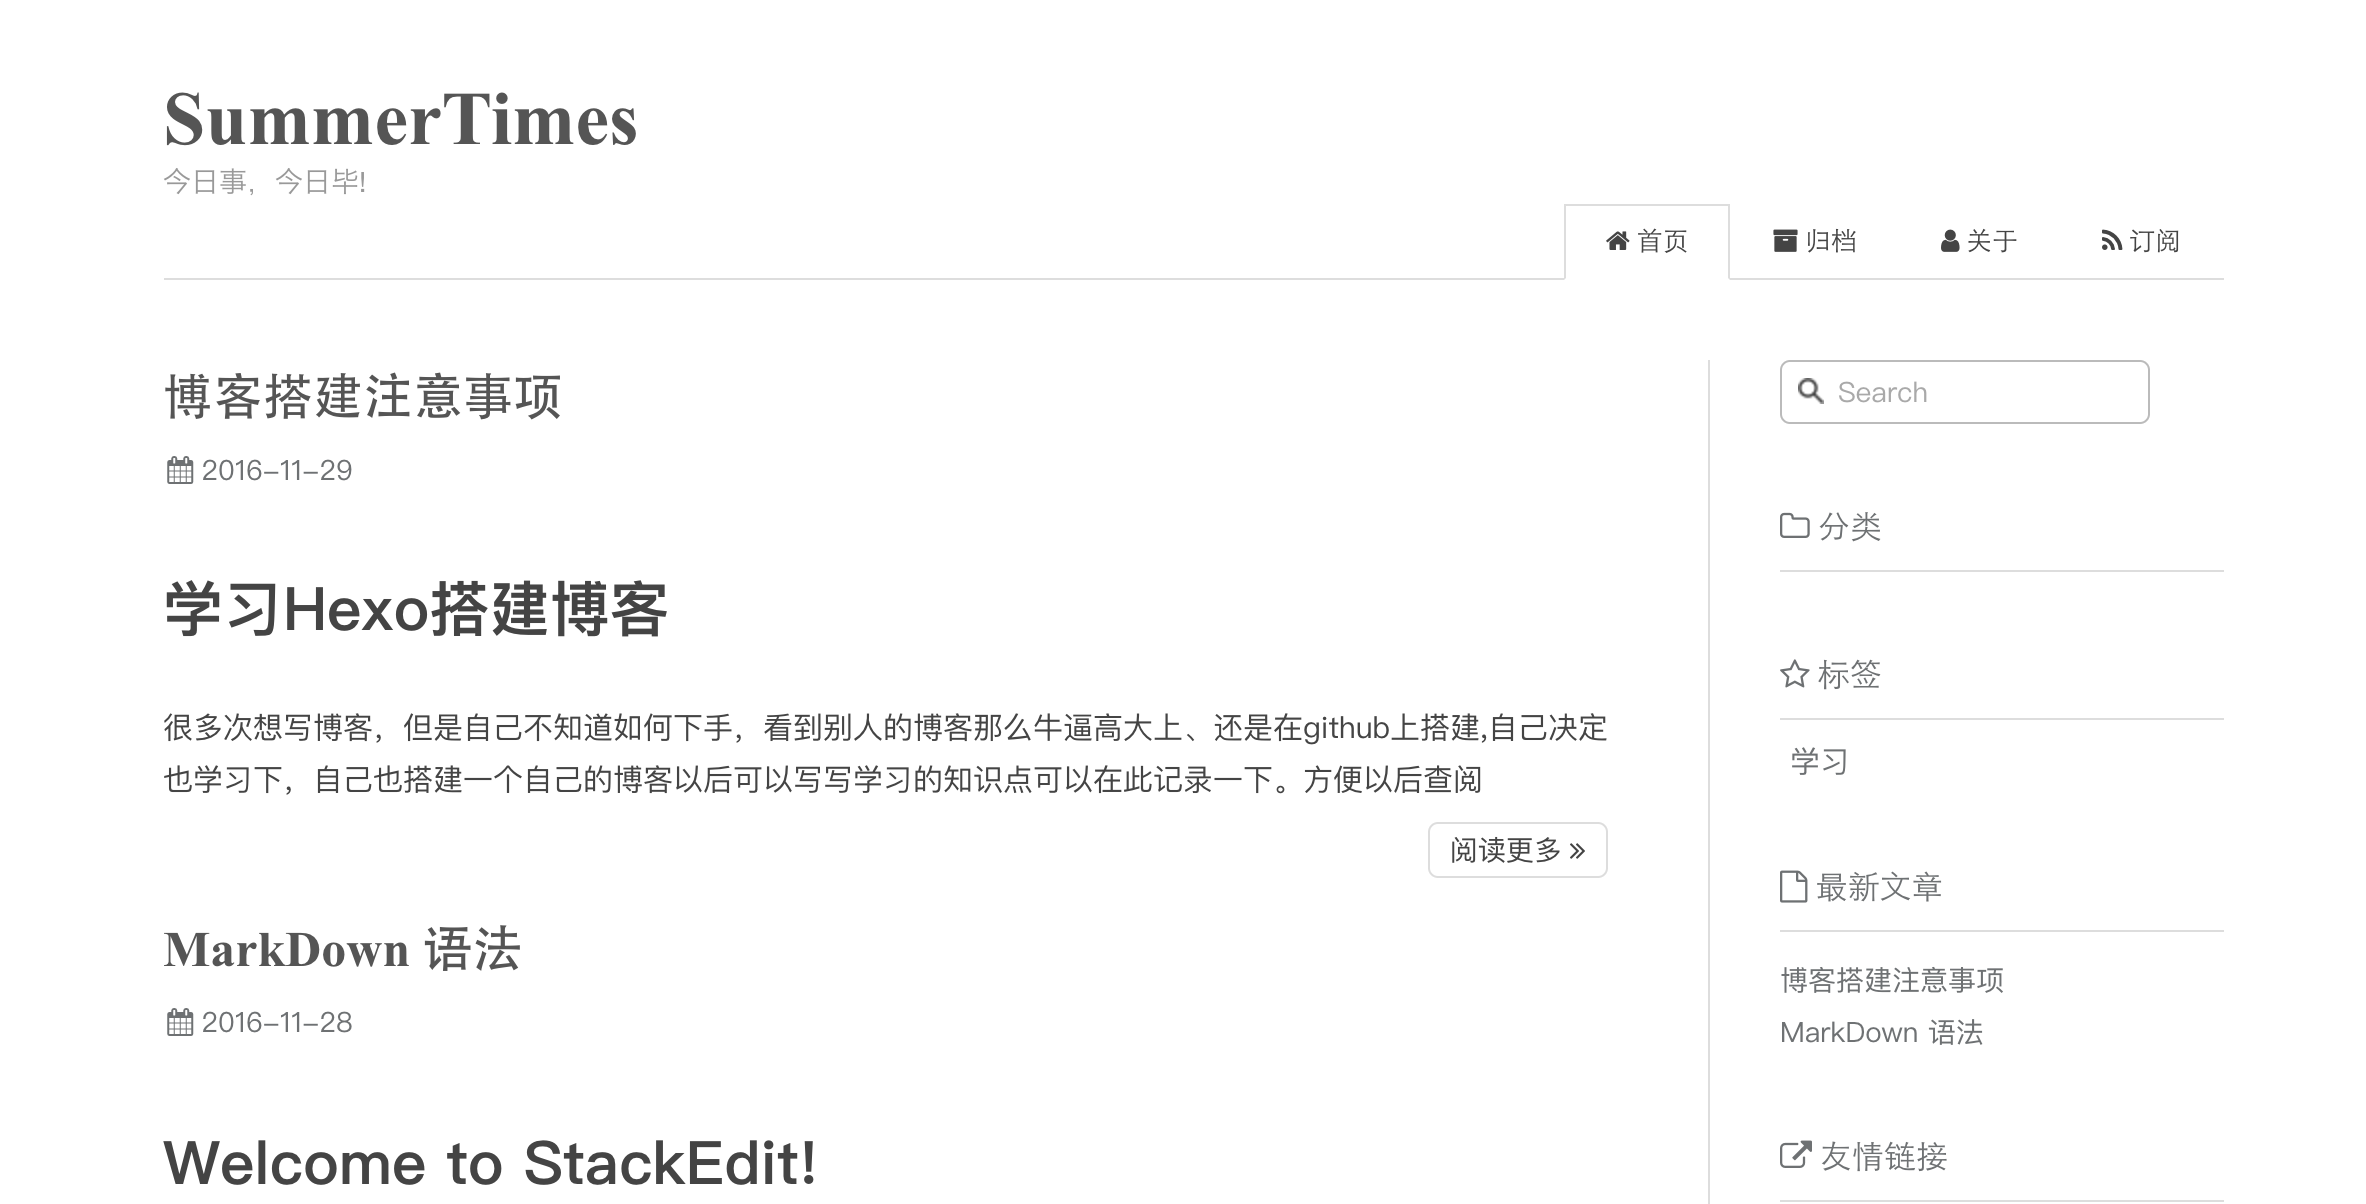 SummerTimes
今日事，今日毕!
首页 归档 关于 订阅
博客搭建注意事项
2016-11-29
学习Hexo搭建博客
很多次想写博客，但是自己不知道如何下手，看到别人的博客那么牛逼高大上、还是在github上搭建,自己决定
也学习下，自己也搭建一个自己的博客以后可以写写学习的知识点可以在此记录一下。方便以后查阅
阅读更多 »
MarkDown 语法
2016-11-28
Welcome to StackEdit!
Search
分类
标签
学习
最新文章
博客搭建注意事项
MarkDown 语法
友情链接